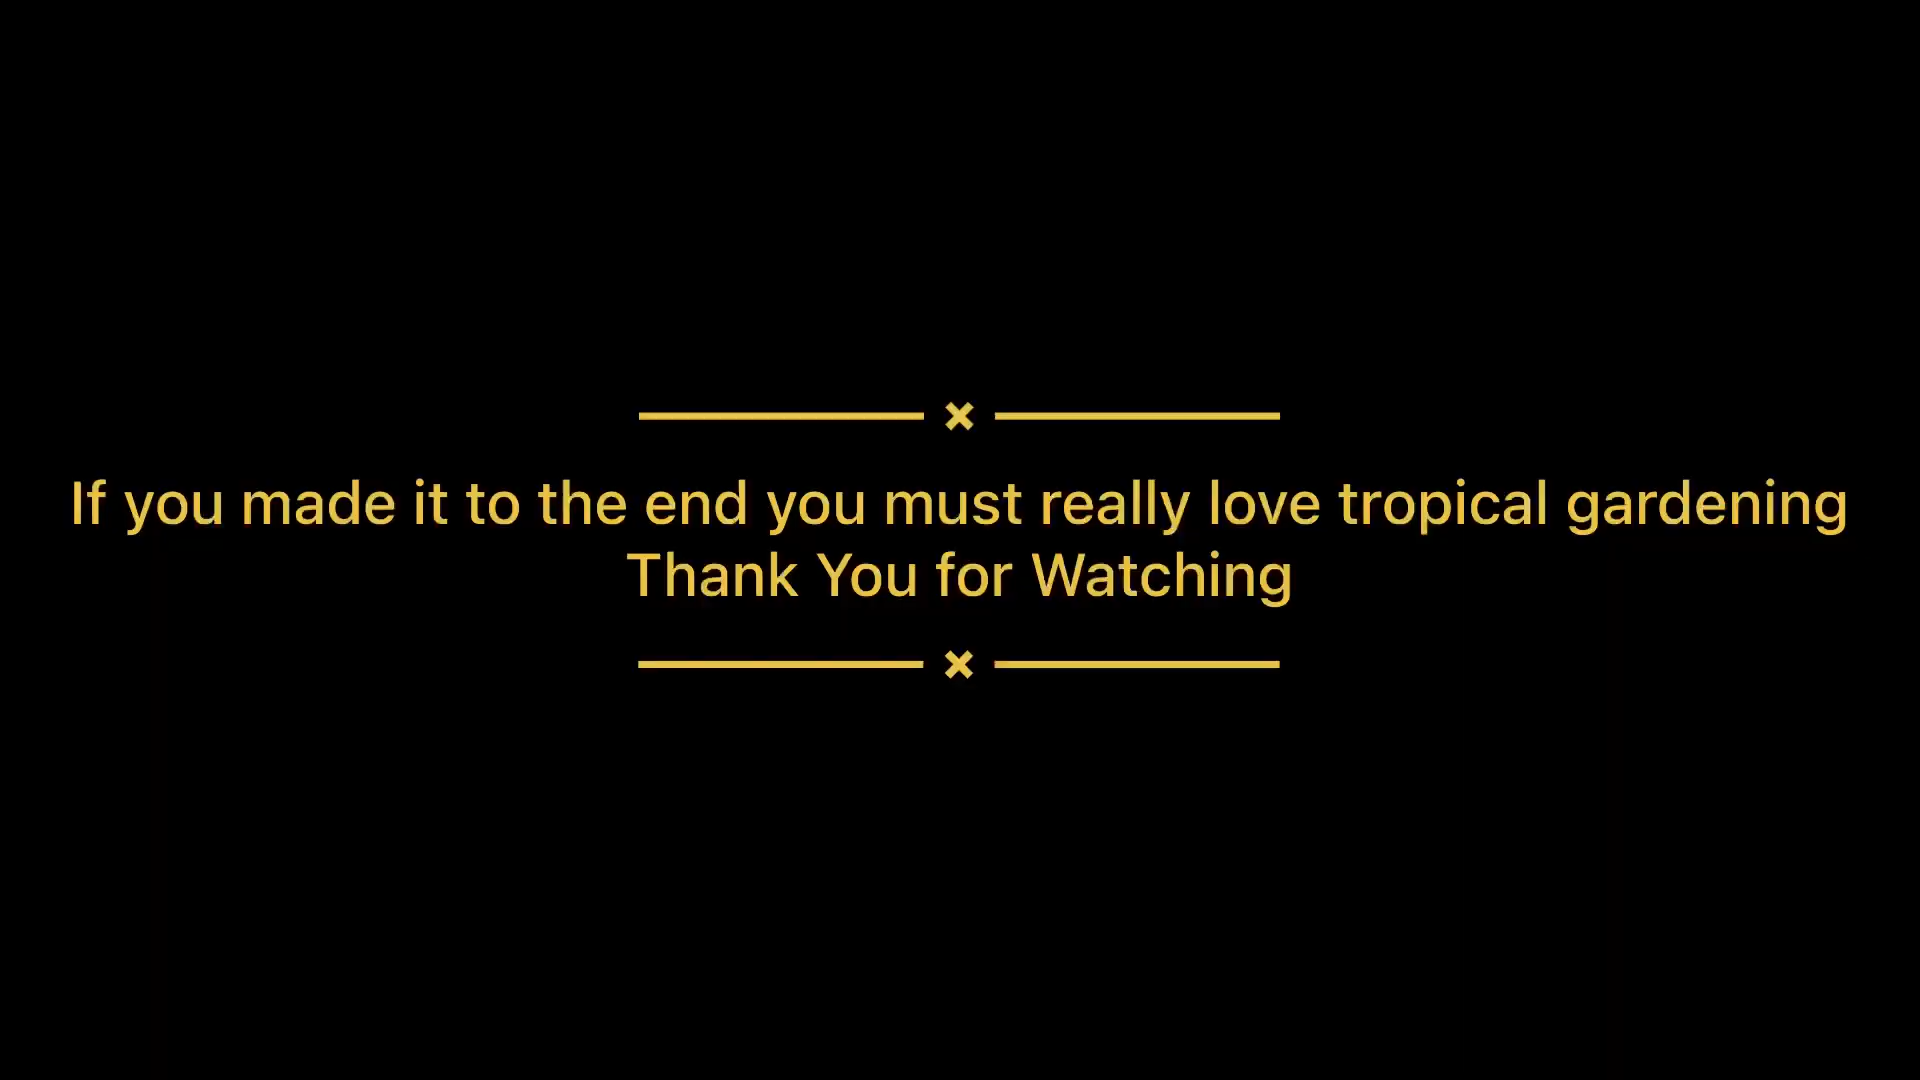 If you made it to the end you must really love tropical gardening
Thank You for Watching